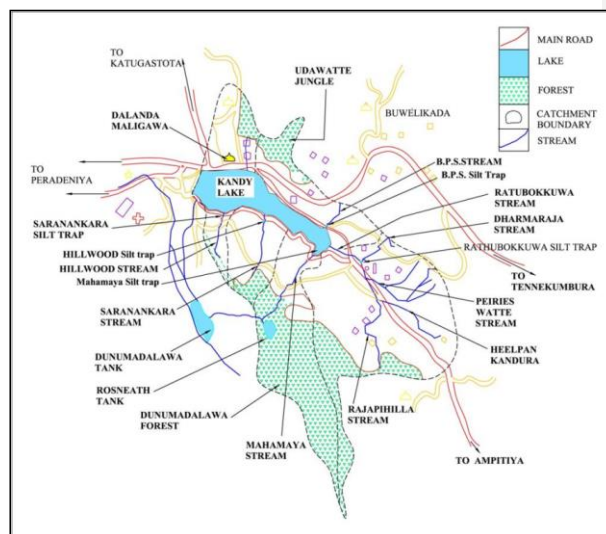 TO
KATUGASTOTA
UDAWATTE
JUNGLE
MAIN ROAD
LAKE
FOREST
CATCHMENT
BOUNDARY
STREAM
BUWELIKADA
DALANDA
MALIGAWA
TO
PERADENIYA
KANDY
LAKE
B.P.S.STREAM
B.P.S. Silt Trap
RATUBOKKUWA
STREAM
DHARMARAJA
STREAM
RATHUBOKKUWA SILT TRAP
SARANANKARA
SILT TRAP
HILLWOOD Silt trap
HILLWOOD STREAM
Mahamaya Silt trap
TO
TENNEKUMBURA
SARANANKARA
STREAM
PEIRIES
WATTE
STREAM
DUNUMADALAWA
TANK
HEELPAN
KANDURA
ROSNEATH
TANK
DUNUMADALAWA
FOREST
RAJAPIHILLA
STREAM
MAHAMAYA
STREAM
TO AMPITIYA